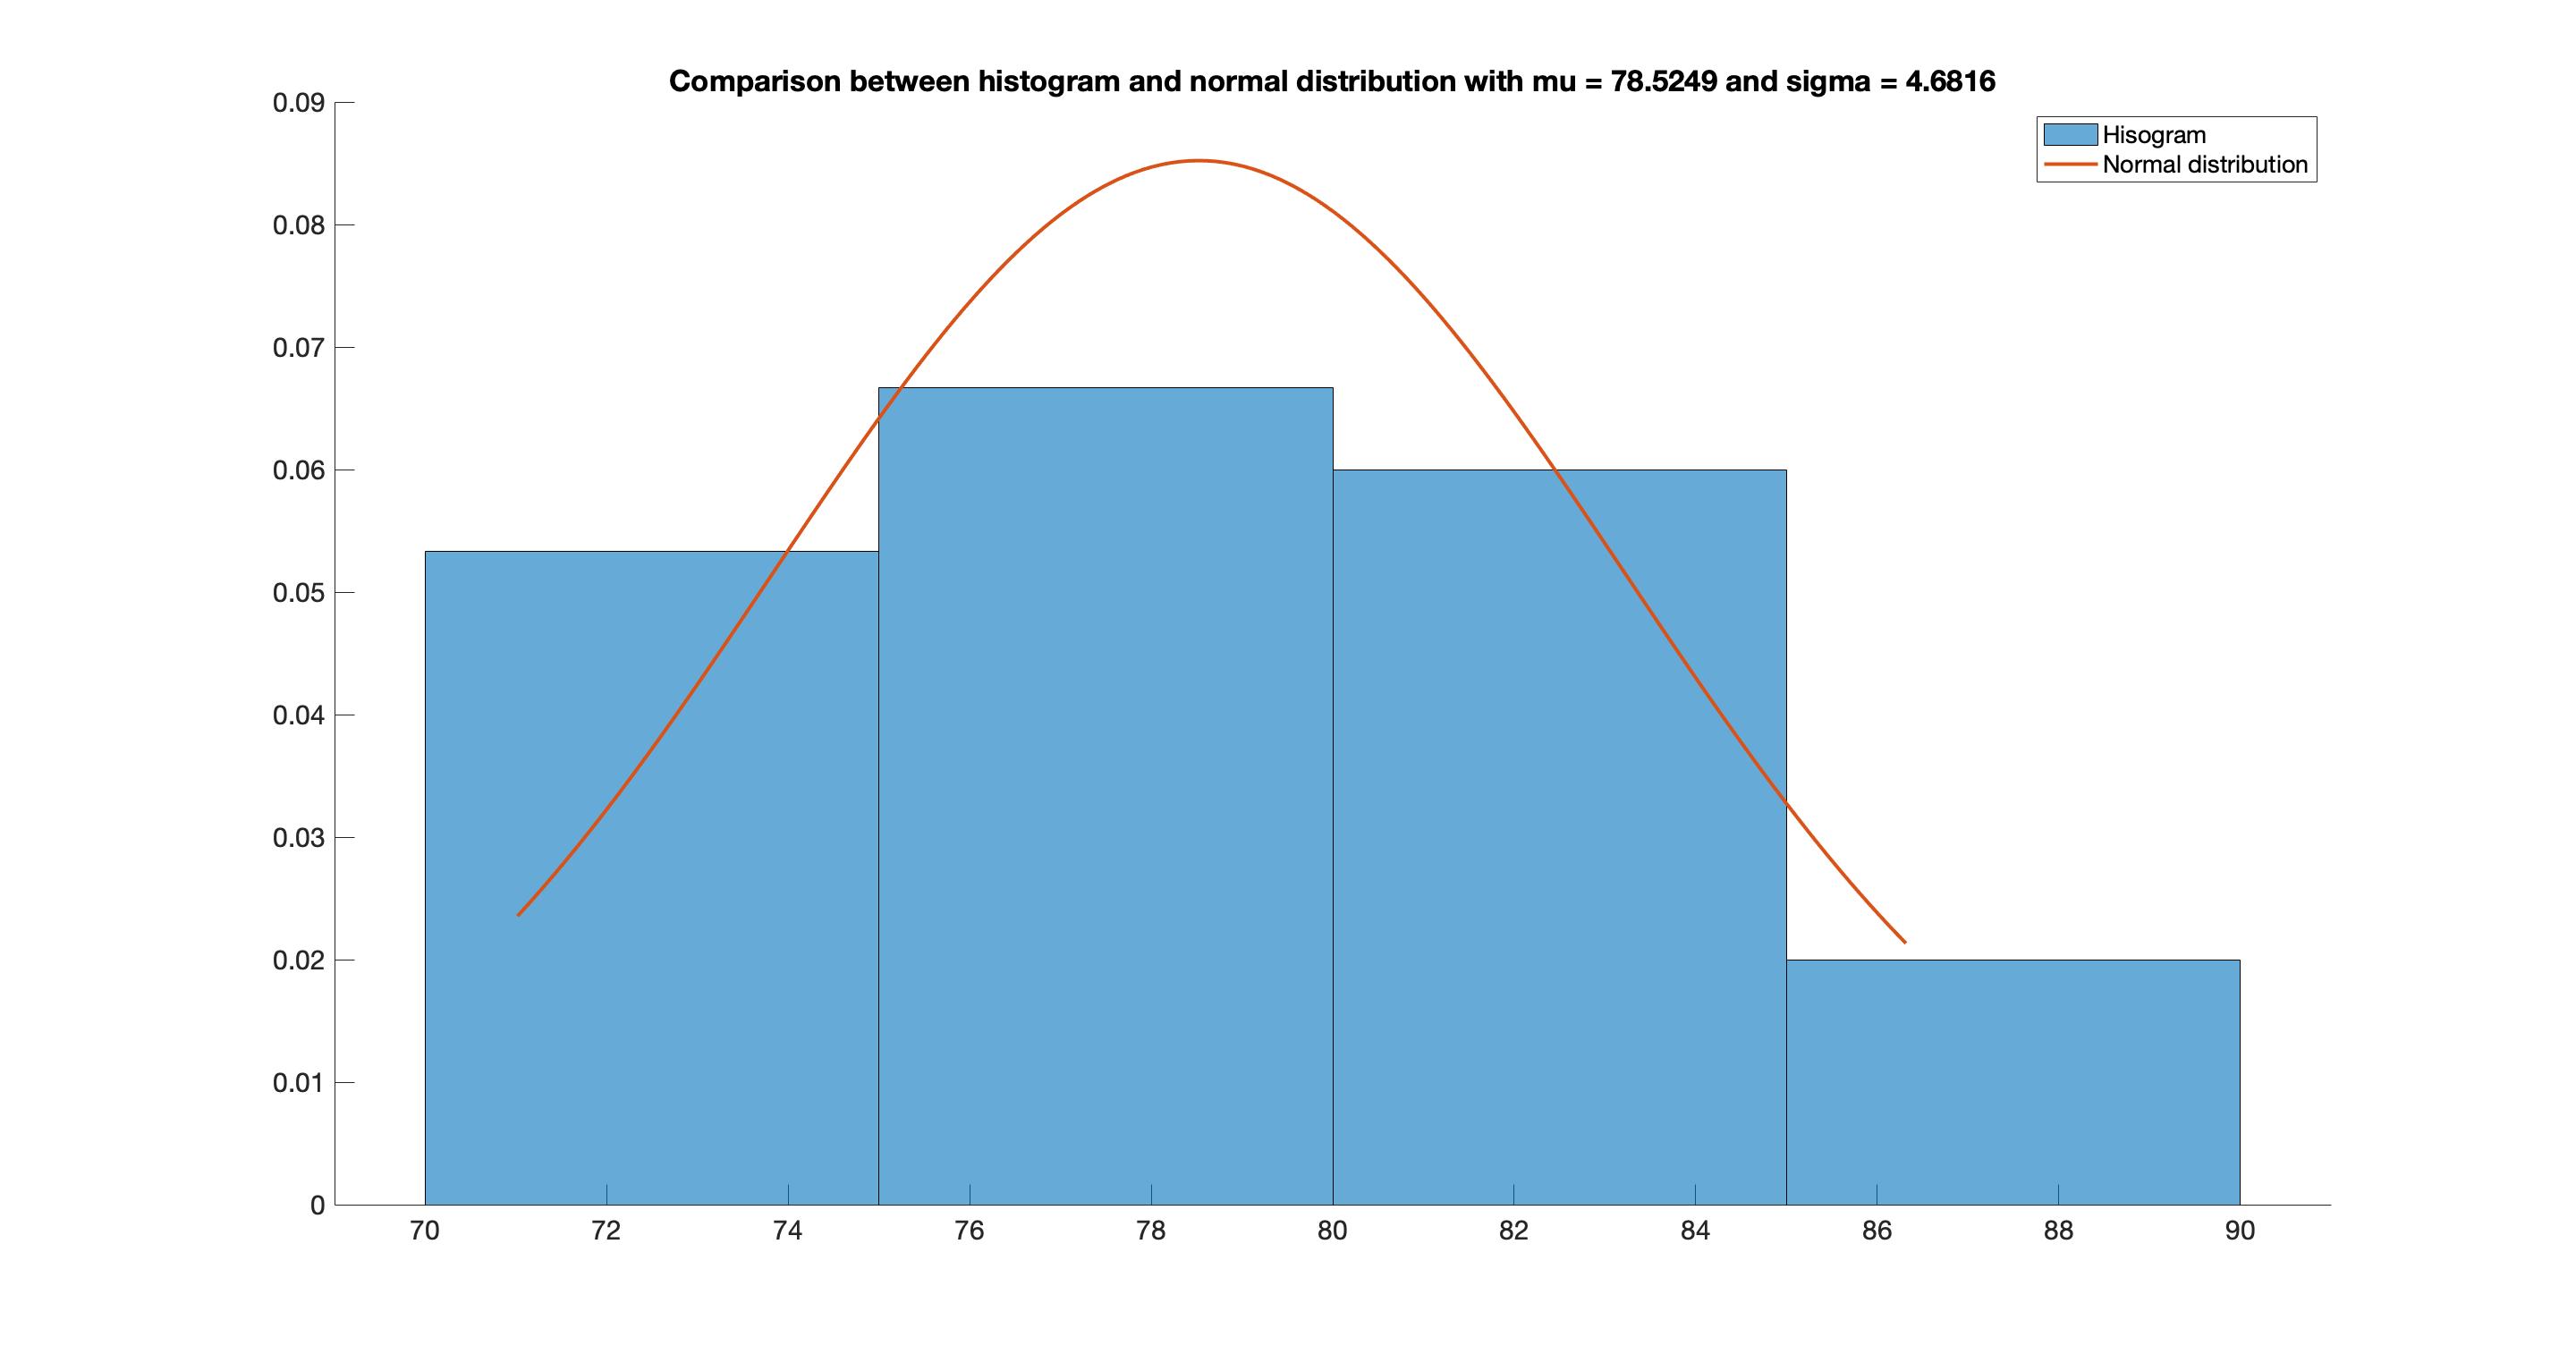 Comparison between histogram and normal distribution with mu = 78.5249 and sigma = 4.6816
Hisogram
Normal distribution
0.09
0.08
0.07
0.06
0.05
0.04
0.03
0.02
0.01
0
70 72 74 76 78 80 82 84 86 88 90